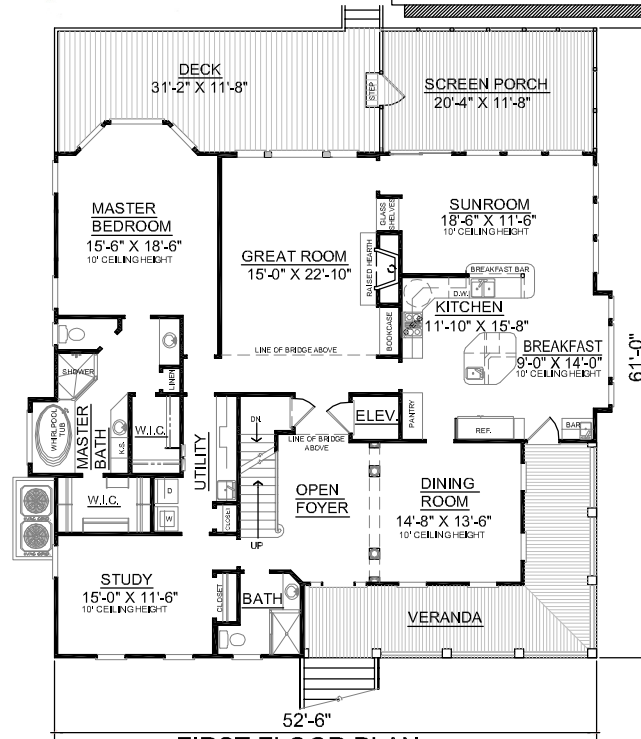 DECK
31'-2" X 11'-8"
STEP
SCREEN PORCH
20'-4" X 11'-8"
MASTER
BEDROOM
15'-6" X 18'-6"
10' CEILING HEIGHT
GREAT ROOM
15'-0" X 22'-10"
GLASS
SHELVES
RAISED HEARTH
BOOKCASE
SUNROOM
18'-6" X 11'-6"
10' CEILING HEIGHT
BREAKFAST BAR
D.W.
KITCHEN
11'-10" X 15'-8"
BREAKFAST
9'-0" X 14'-0"
10' CEILING HEIGHT
61'-0"
LINE OF BRIDGE ABOVE
SHOWER
LINEN
WHIRLPOOL
TUB
MASTER
BATH
K.S.
W.I.C.
UTILITY
DN.
LINE OF BRIDGE
ABOVE
ELEV.
PANTRY
REF.
BAR
W.I.C.
D
W
CLOSET
UP
OPEN
FOYER
DINING
ROOM
14'-8" X 13'-6"
10' CEILING HEIGHT
STUDY
15'-0" X 11'-6"
10' CEILING HEIGHT
CLOSET
BATH
VERANDA
52'-6"
FIRST FLOOR PLAN